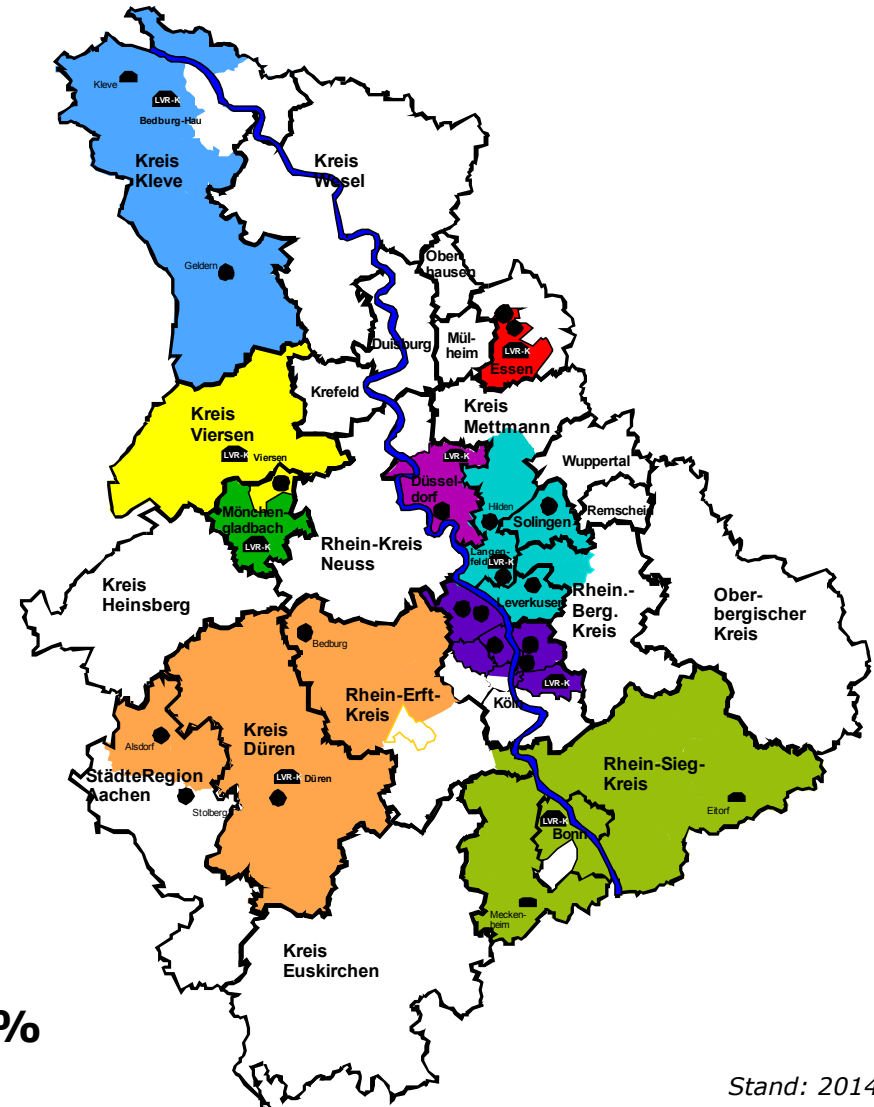 Kleve
LVR-K
Bedburg-Hau
Kreis
Kleve
Kreis
Wesel
Geldern
Ober-
hausen
Duisburg
Mül-
heim
LVR-K
Essen
Krefeld
Kreis
Viersen
LVR-K Viersen
Kreis
Mettmann
LVR-K
Düssel-
dorf
Wuppertal
Hilden
Solingen
Remscheid
Mönchen-
gladbach
LVR-K
Rhein-Kreis
Neuss
Langen-
feld
LVR-K
Leverkusen
Rhein.-
Berg.
Kreis
Ober-
bergischer
Kreis
Kreis
Heinsberg
Bedburg
Rhein-Erft-
Kreis
LVR-K
Köln
Alsdorf
Kreis
Düren
LVR-K Düren
StädteRegion
Aachen
Stolberg
Rhein-Sieg-
Kreis
Eitorf
LVR-K
Bonn
Mecken-
heim
Kreis
Euskirchen
%
Stand: 2014